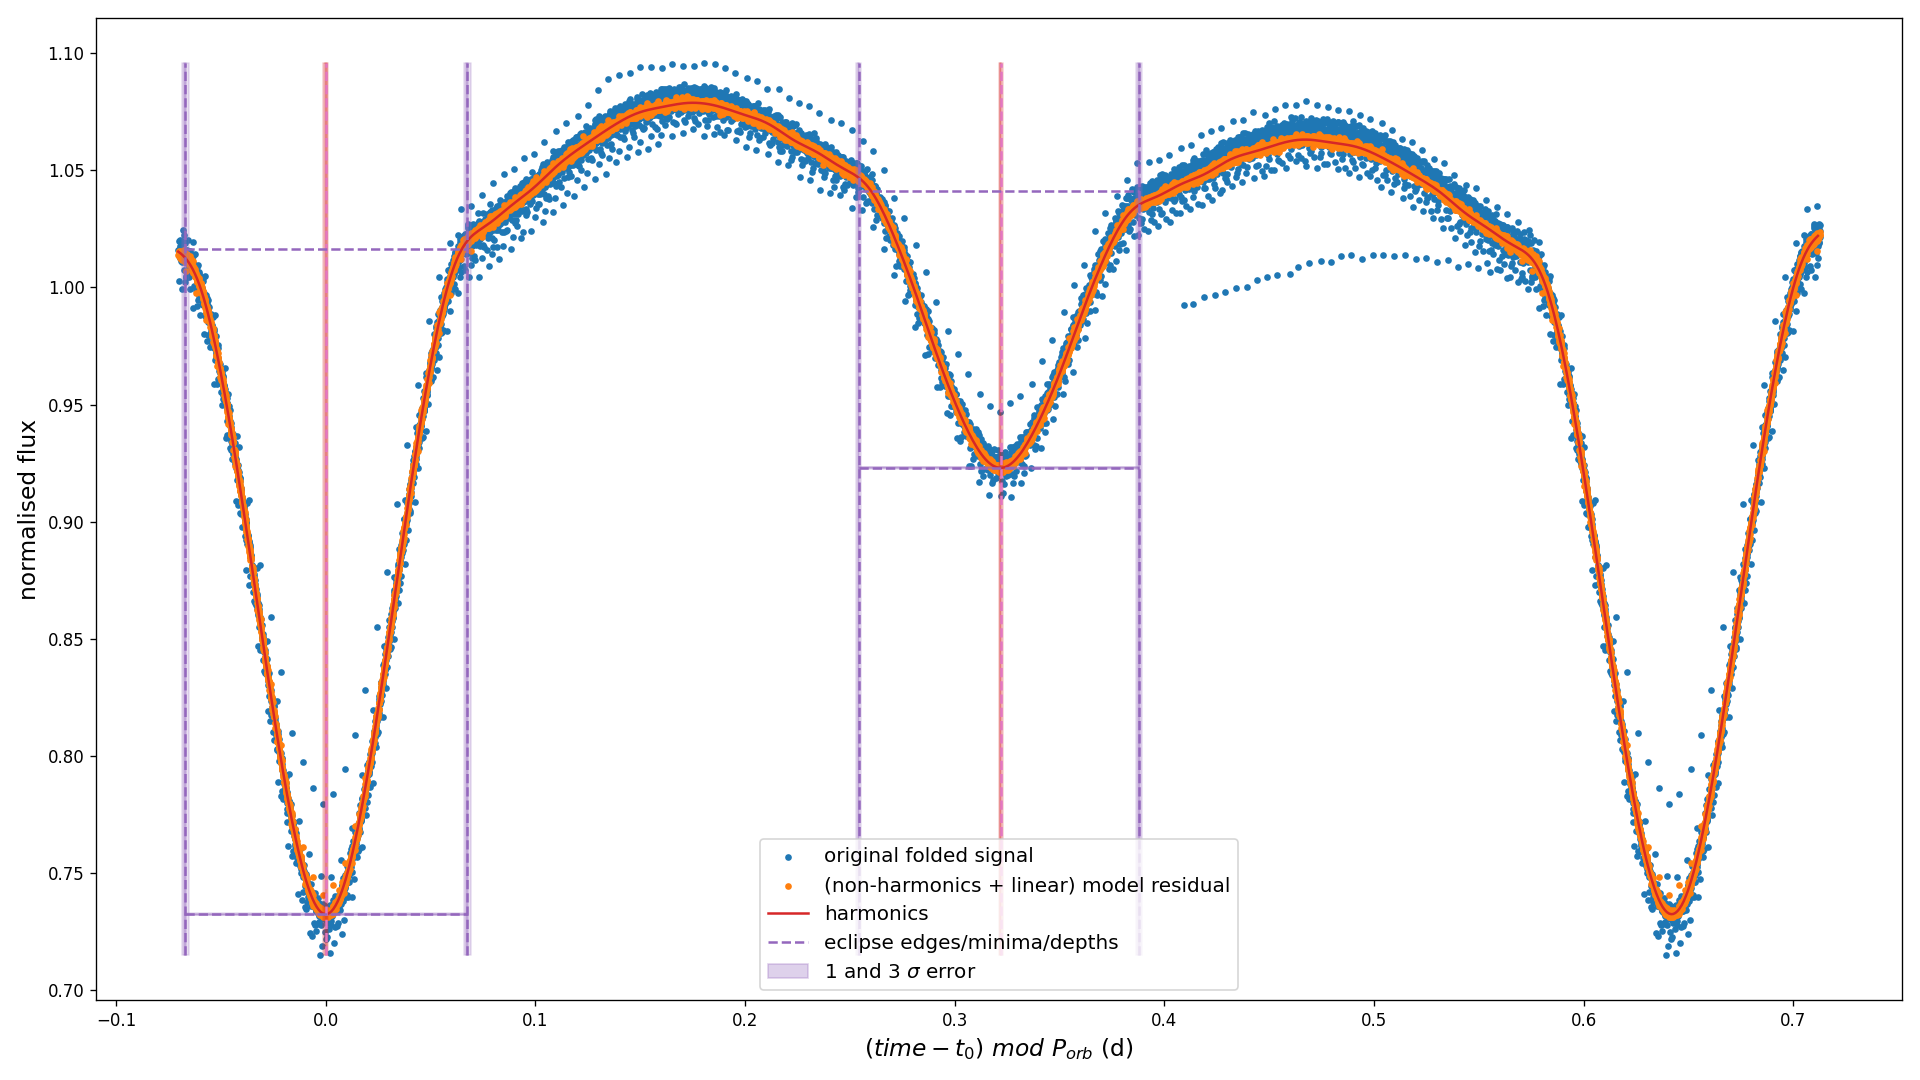 normalised flux
1.10
1.05
1.00
0.95
0.90
0.85
0.80
0.75
0.70
original folded signal
(non-harmonics + linear) model residual
harmonics
eclipse edges/minima/depths
1 and 3 σ error
−0.1 0.0 0.1 0.2 0.3 0.4 0.5 0.6 0.7
(time − t₀) mod Pₒᵣb (d)